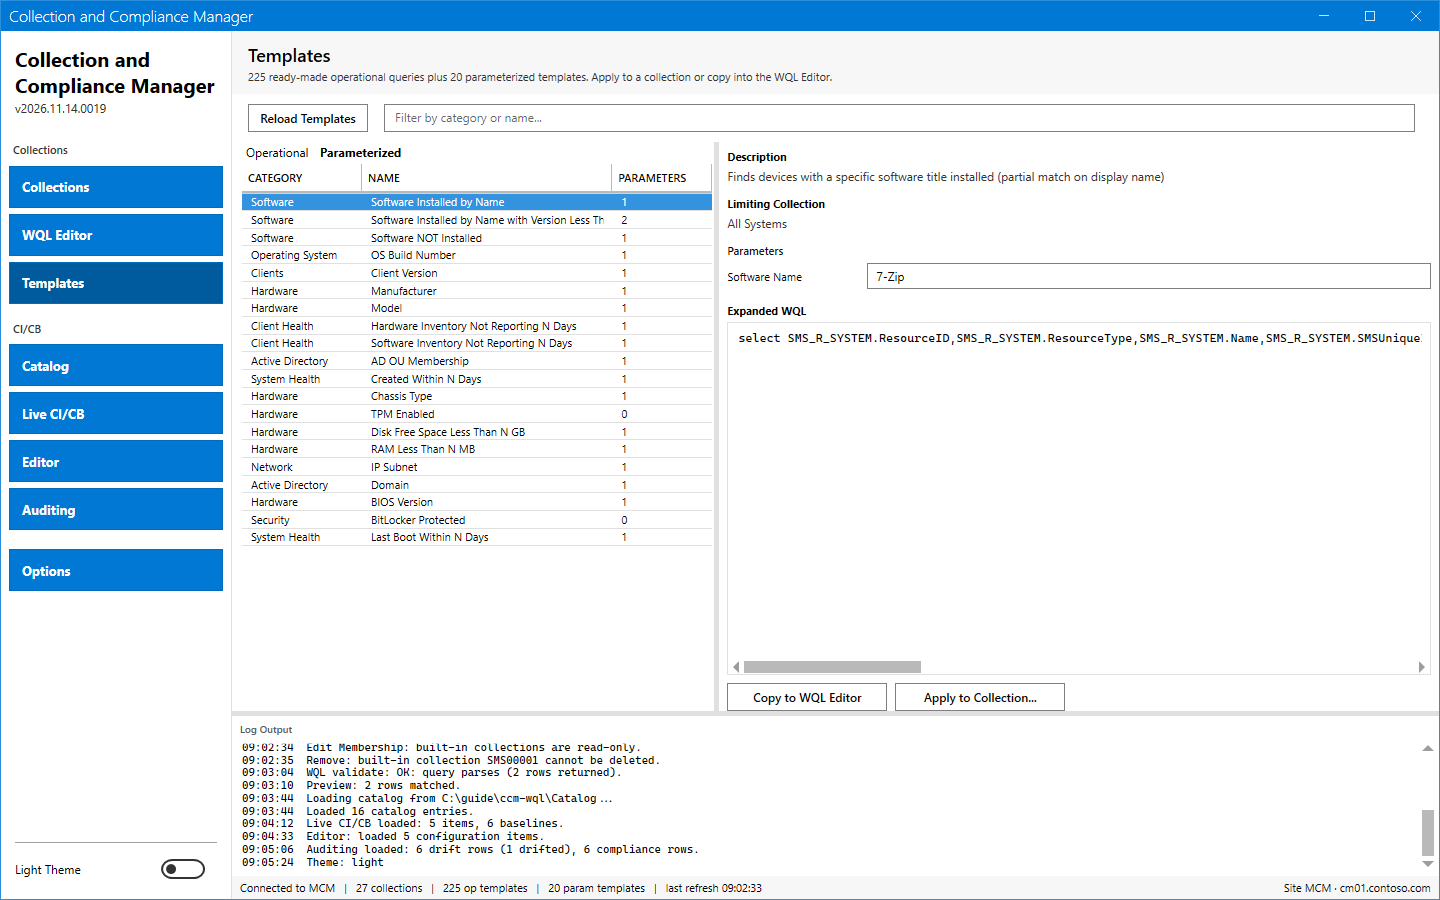 Collection and Compliance Manager
Collection and
Compliance Manager
v2026.11.14.0019
Collections
Collections
WQL Editor
Templates
CI/CB
Catalog
Live CI/CB
Editor
Auditing
Options
Light Theme
Templates
225 ready-made operational queries plus 20 parameterized templates. Apply to a collection or copy into the WQL Editor.
Reload Templates
Filter by category or name...
Operational Parameterized
CATEGORY NAME PARAMETERS
Software Software Installed by Name 1
Software Software Installed by Name with Version Less Th 2
Software Software NOT Installed 1
Operating System OS Build Number 1
Clients Client Version 1
Hardware Manufacturer 1
Hardware Model 1
Client Health Hardware Inventory Not Reporting N Days 1
Client Health Software Inventory Not Reporting N Days 1
Active Directory AD OU Membership 1
System Health Created Within N Days 1
Hardware Chassis Type 1
Hardware TPM Enabled 0
Hardware Disk Free Space Less Than N GB 1
Hardware RAM Less Than N MB 1
Network IP Subnet 1
Active Directory Domain 1
Hardware BIOS Version 1
Security BitLocker Protected 0
System Health Last Boot Within N Days 1
Description
Finds devices with a specific software title installed (partial match on display name)
Limiting Collection
All Systems
Parameters
Software Name 7-Zip
Expanded WQL
select SMS_R_SYSTEM.ResourceID,SMS_R_SYSTEM.ResourceType,SMS_R_SYSTEM.Name,SMS_R_SYSTEM.SMSUnique
Copy to WQL Editor Apply to Collection...
Log Output
09:02:34 Edit Membership: built-in collections are read-only.
09:02:35 Remove: built-in collection SMS00001 cannot be deleted.
09:03:04 WQL validate: OK: query parses (2 rows returned).
09:03:10 Preview: 2 rows matched.
09:03:44 Loading catalog from C:\guide\ccm-wql\Catalog...
09:03:44 Loaded 16 catalog entries.
09:04:12 Live CI/CB loaded: 5 items, 6 baselines.
09:04:33 Editor: loaded 5 configuration items.
09:05:06 Auditing loaded: 6 drift rows (1 drifted), 6 compliance rows.
09:05:24 Theme: light
Connected to MCM | 27 collections | 225 op templates | 20 param templates | last refresh 09:02:33
Site MCM · cm01.contoso.com